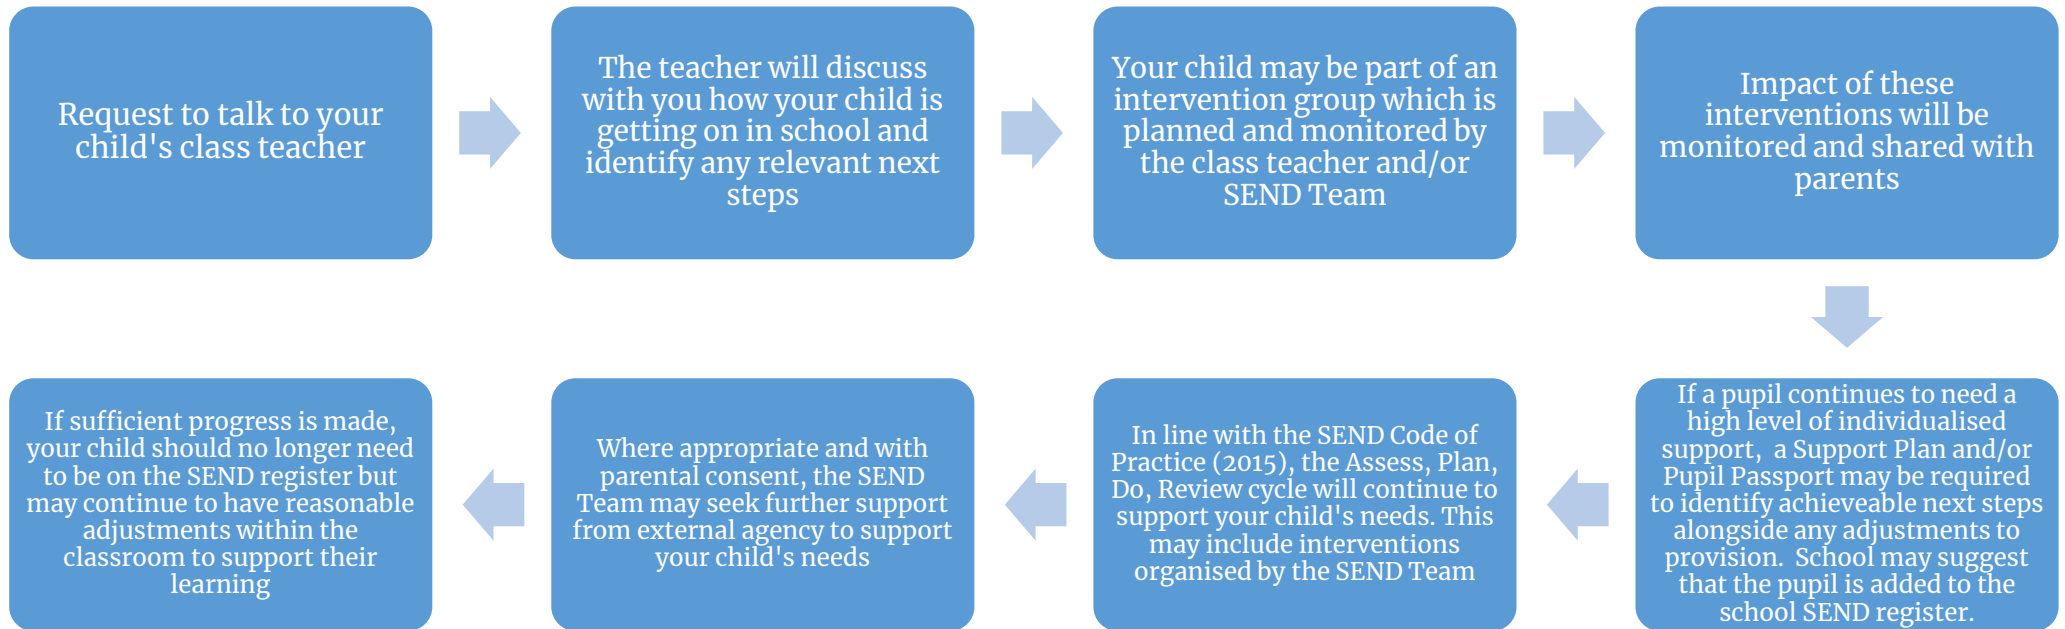 Request to talk to your
child's class teacher
The teacher will discuss
with you how your child is
getting on in school and
identify any relevant next
steps
Your child may be part of an
intervention group which is
planned and monitored by
the class teacher and/or
SEND Team
Impact of these
interventions will be
monitored and shared with
parents
If a pupil continues to need a
high level of individualised
support,  a Support Plan and/or
Pupil Passport may be required
to identify achieveable next steps
alongside any adjustments to
provision.  School may suggest
that the pupil is added to the
school SEND register.
In line with the SEND Code of
Practice (2015), the Assess, Plan,
Do, Review cycle will continue to
support your child's needs. This
may include interventions
organised by the SEND Team
Where appropriate and with
parental consent, the SEND
Team may seek further support
from external agency to support
your child's needs
If sufficient progress is made,
your child should no longer need
to be on the SEND register but
may continue to have reasonable
adjustments within the
classroom to support their
learning